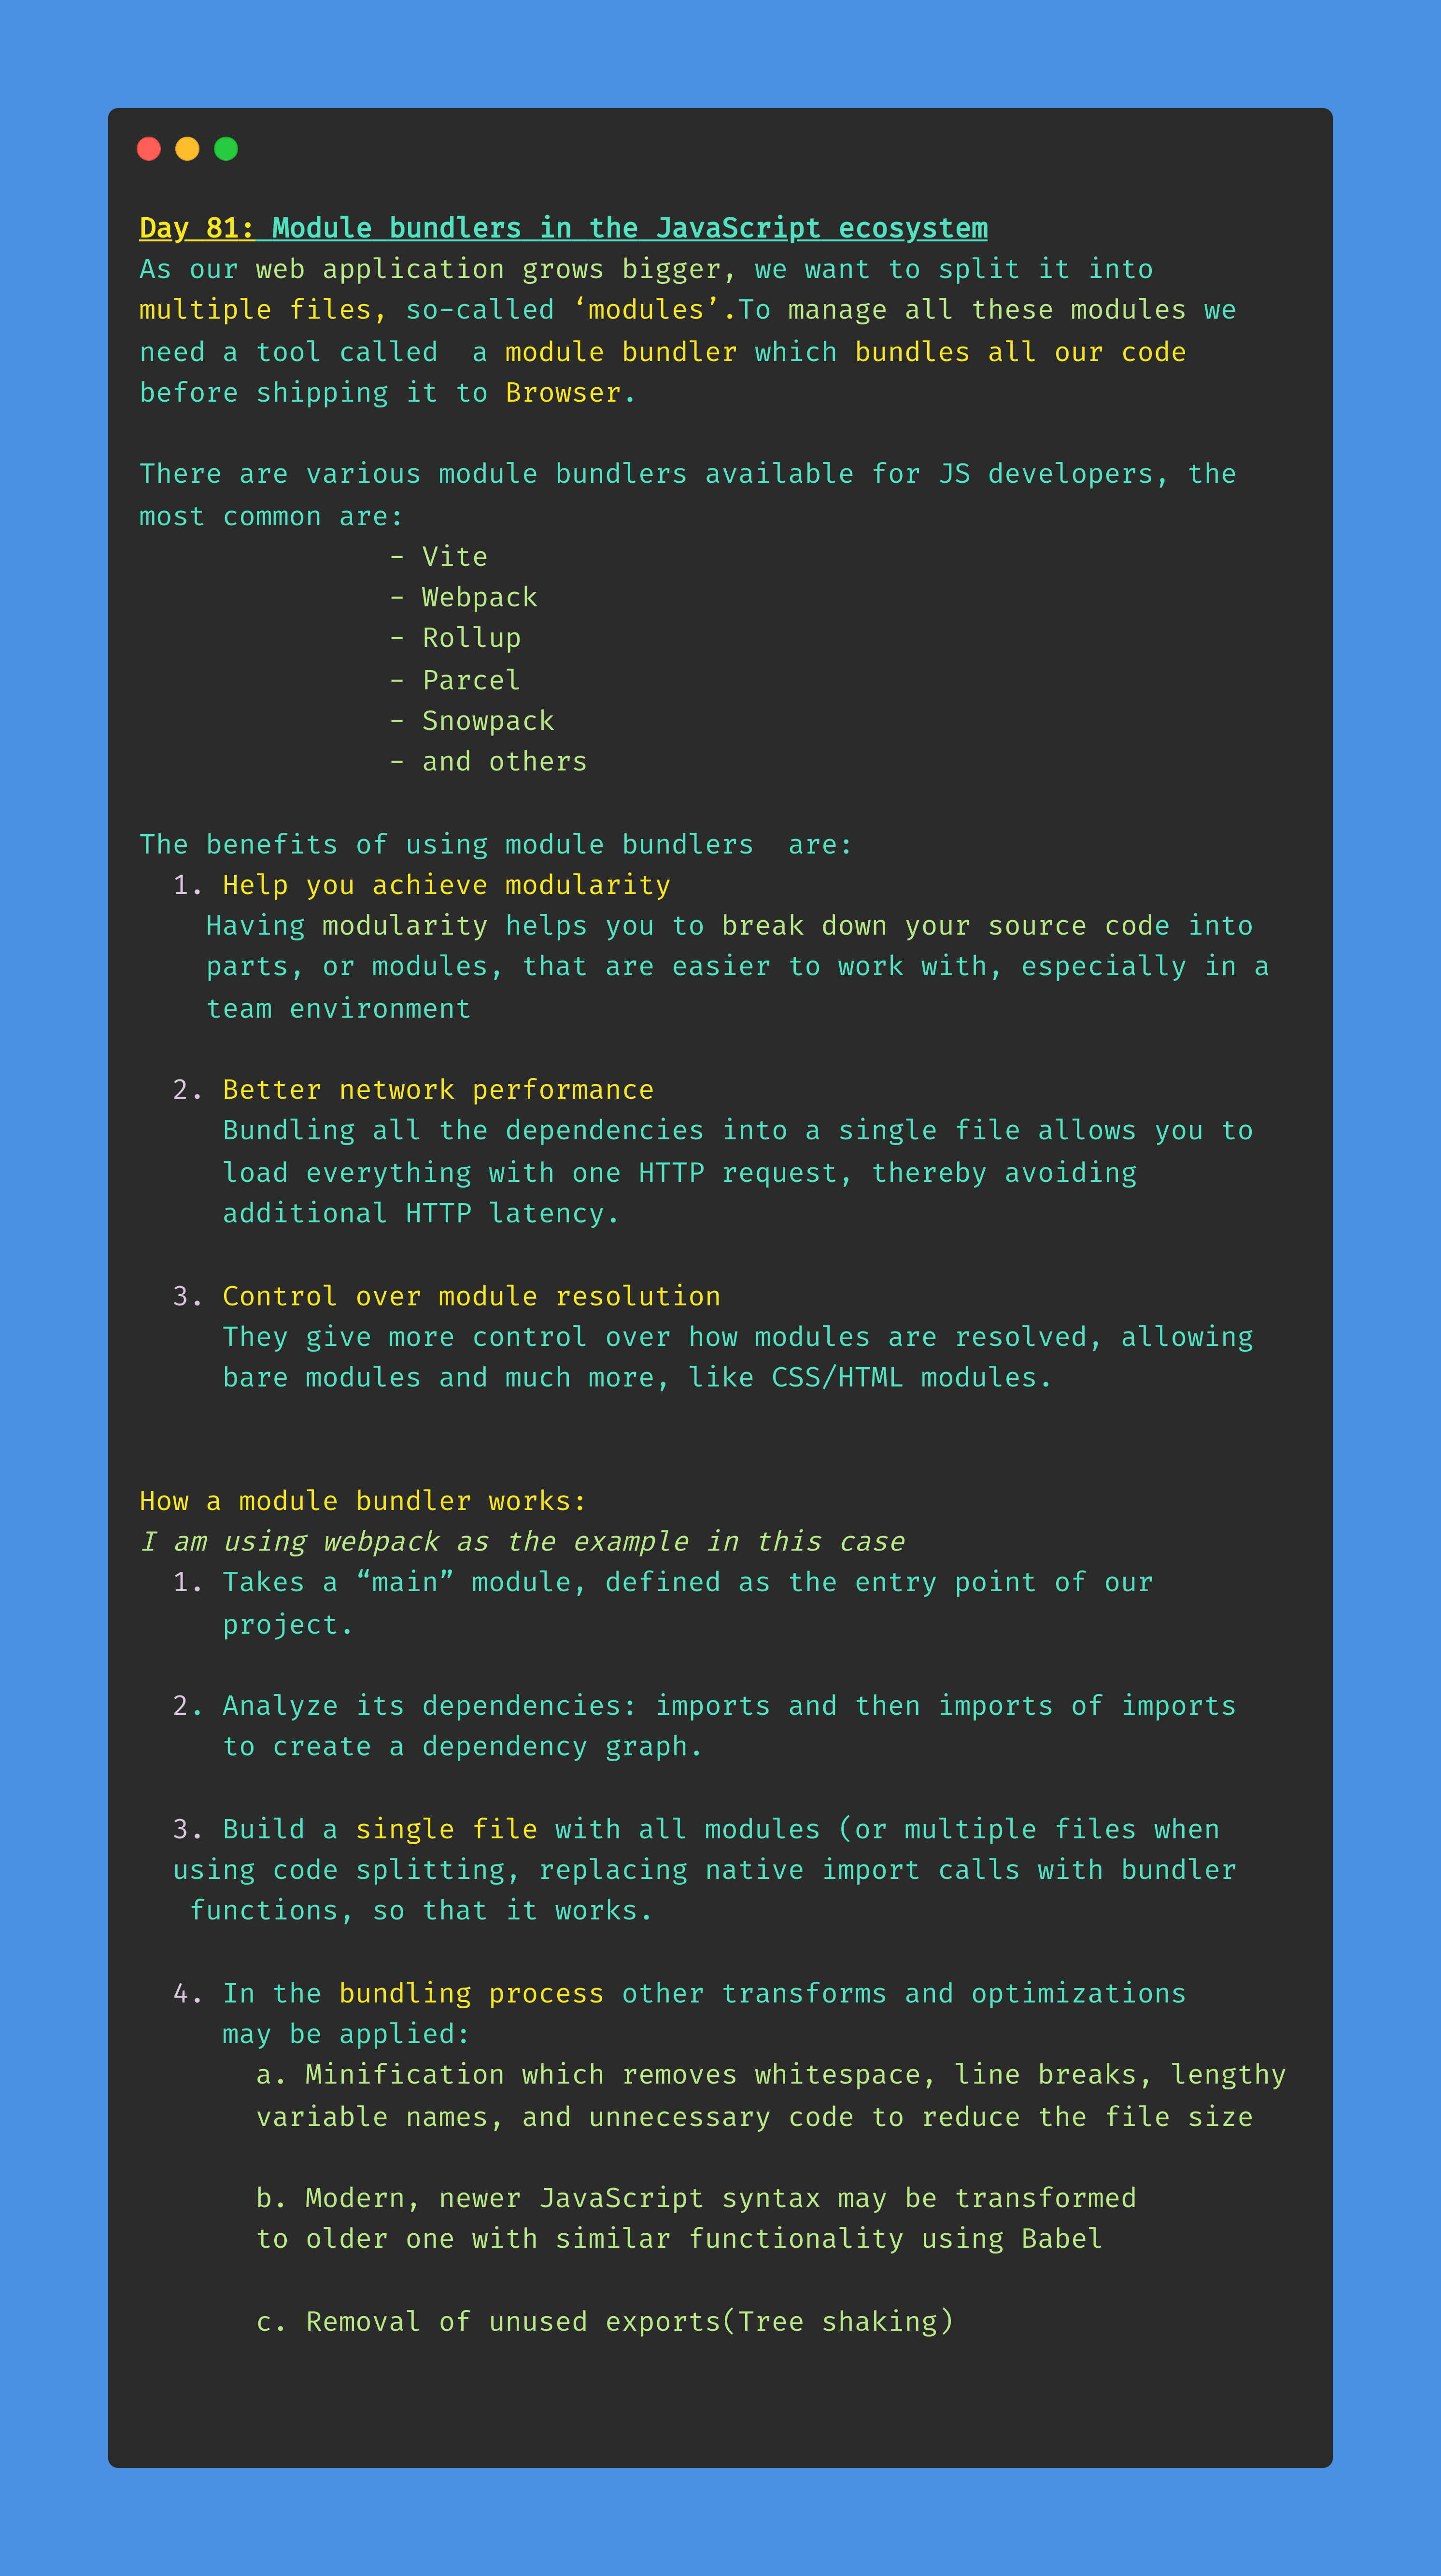 Day 81: Module bundlers in the JavaScript ecosystem
As our web application grows bigger, we want to split it into
multiple files, so-called ‘modules’.To manage all these modules we
need a tool called  a module bundler which bundles all our code
before shipping it to Browser.
There are various module bundlers available for JS developers, the
most common are:
- Vite
- Webpack
- Rollup
- Parcel
- Snowpack
- and others
The benefits of using module bundlers  are:
1. Help you achieve modularity
Having modularity helps you to break down your source code into
parts, or modules, that are easier to work with, especially in a
team environment
2. Better network performance
Bundling all the dependencies into a single file allows you to
load everything with one HTTP request, thereby avoiding
additional HTTP latency.
3. Control over module resolution
They give more control over how modules are resolved, allowing
bare modules and much more, like CSS/HTML modules.
How a module bundler works:
I am using webpack as the example in this case
1. Takes a “main” module, defined as the entry point of our
project.
2. Analyze its dependencies: imports and then imports of imports
to create a dependency graph.
3. Build a single file with all modules (or multiple files when
using code splitting, replacing native import calls with bundler
functions, so that it works.
4. In the bundling process other transforms and optimizations
may be applied:
a. Minification which removes whitespace, line breaks, lengthy
variable names, and unnecessary code to reduce the file size
b. Modern, newer JavaScript syntax may be transformed
to older one with similar functionality using Babel
c. Removal of unused exports(Tree shaking)